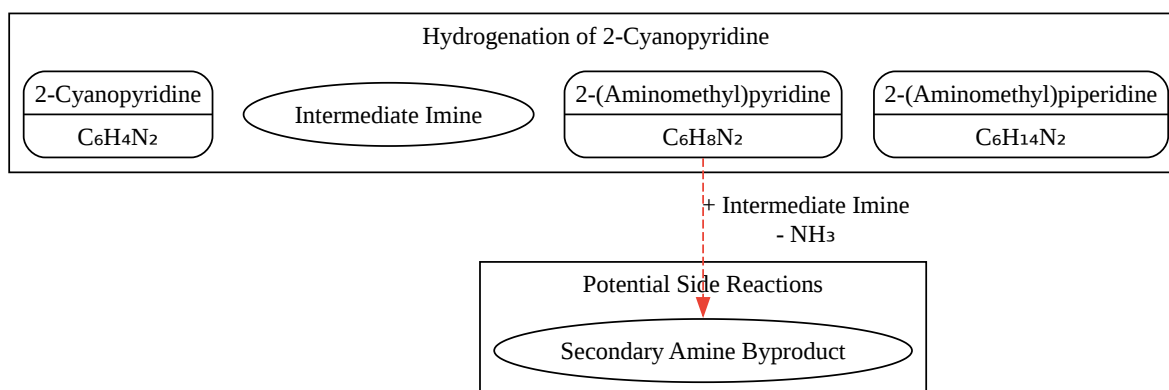 Hydrogenation of 2-Cyanopyridine
2-Cyanopyridine
C₆H₄N₂
Intermediate Imine
2-(Aminomethyl)pyridine
C₆H₈N₂
2-(Aminomethyl)piperidine
C₆H₁₄N₂
+ Intermediate Imine
- NH₃
Potential Side Reactions
Secondary Amine Byproduct